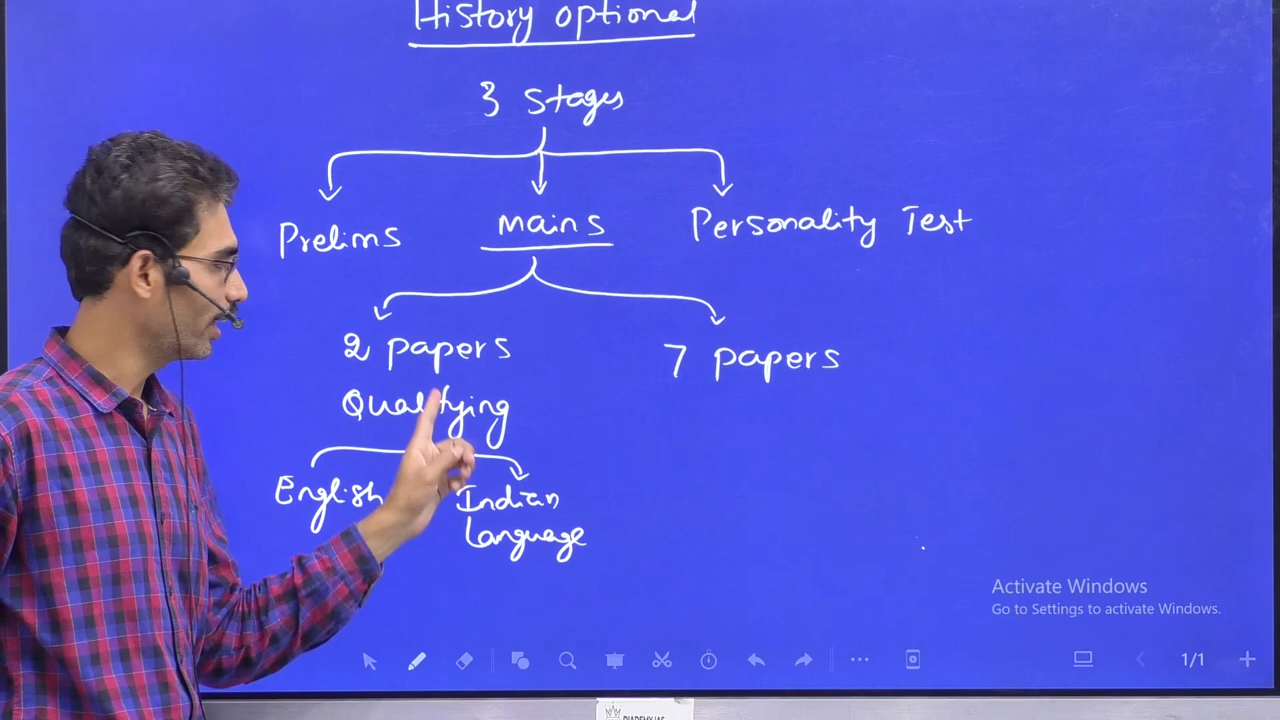 History optional
3 stages
Prelims
mains
Personality Test
2 papers
7 papers
Qualifying
English
Indian
Language
Activate Windows
Go to Settings to activate Windows.
1/1